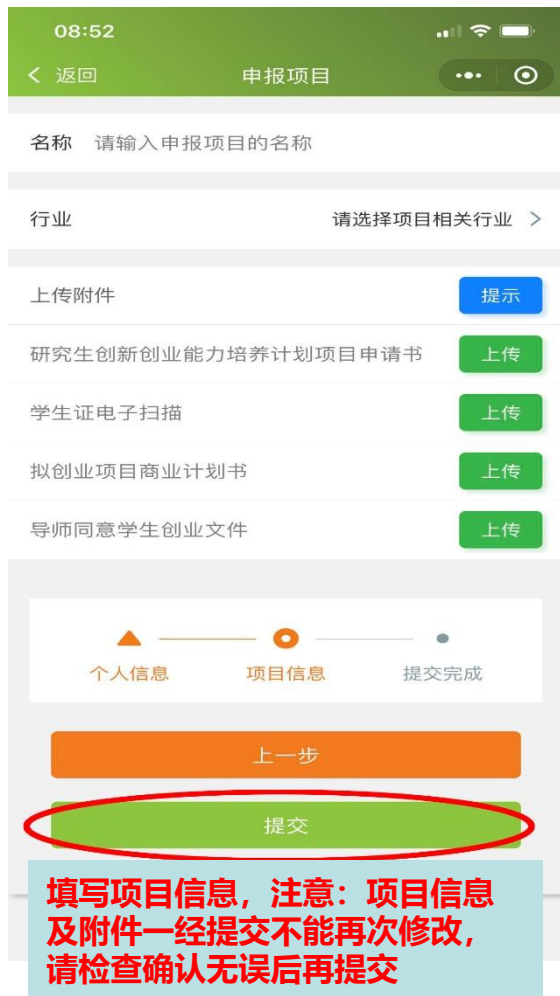 08:52
返回 申报项目
名称 请输入申报项目的名称
行业 请选择项目相关行业 >
上传附件 提示
研究生创新创业能力培养计划项目申请书 上传
学生证电子扫描 上传
拟创业项目商业计划书 上传
导师同意学生创业文件 上传
个人信息 项目信息 提交完成
上一步
提交
填写项目信息，注意：项目信息
及附件一经提交不能再次修改，
请检查确认无误后再提交